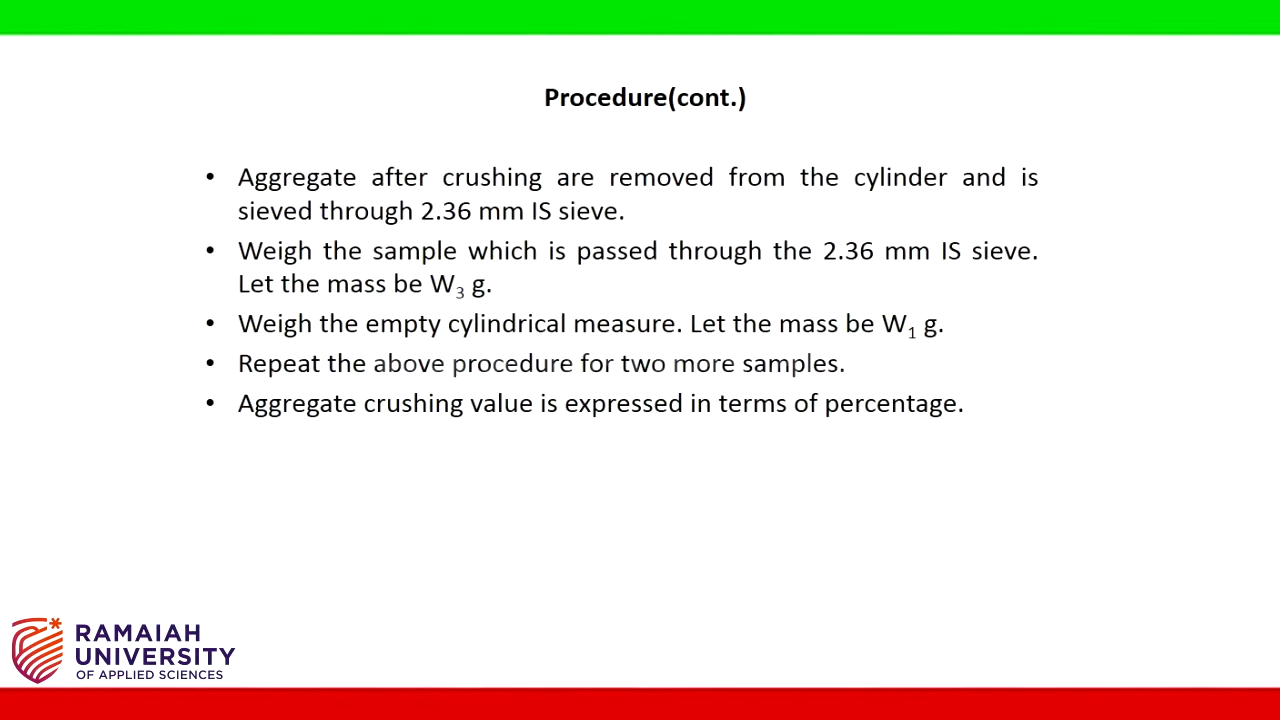 Procedure(cont.)
• Aggregate after crushing are removed from the cylinder and is
sieved through 2.36 mm IS sieve.
• Weigh the sample which is passed through the 2.36 mm IS sieve.
Let the mass be W₃ g.
• Weigh the empty cylindrical measure. Let the mass be W₁ g.
• Repeat the above procedure for two more samples.
• Aggregate crushing value is expressed in terms of percentage.
RAMAIAH
UNIVERSITY
OF APPLIED SCIENCES